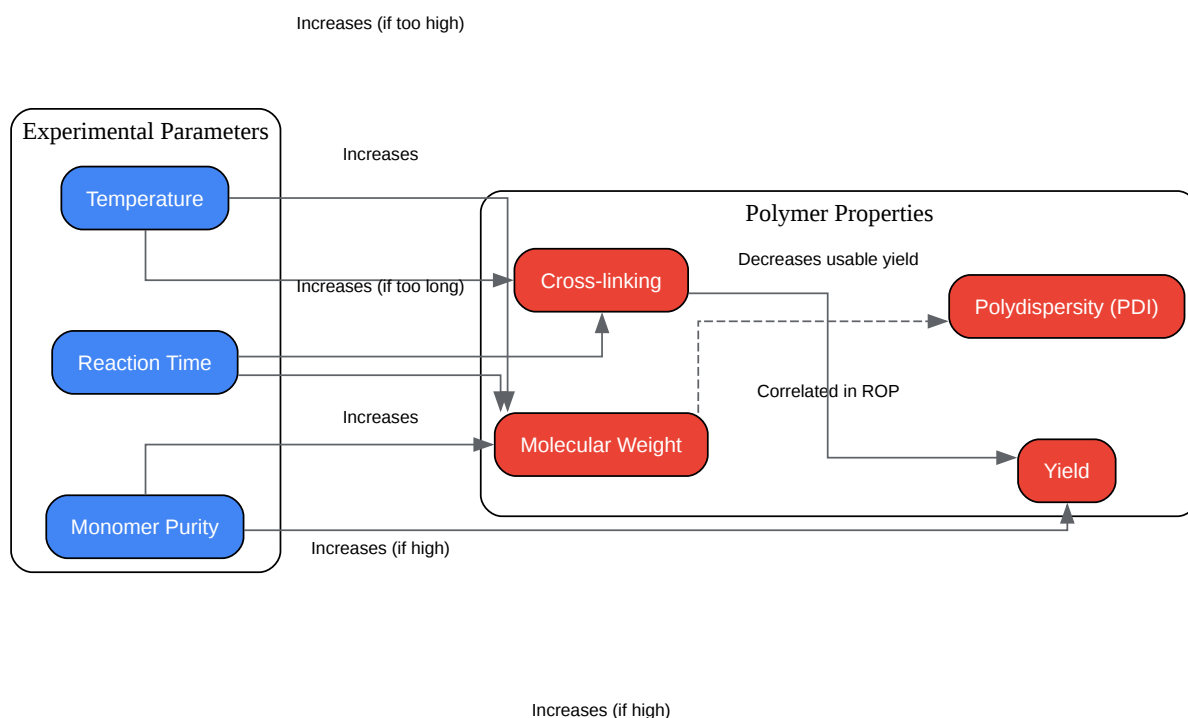 Increases (if too high)
Experimental Parameters
Increases
Temperature
Polymer Properties
Decreases usable yield
Cross-linking
Increases (if too long)
Polydispersity (PDI)
Reaction Time
Correlated in ROP
Increases
Molecular Weight
Yield
Monomer Purity
Increases (if high)
Increases (if high)